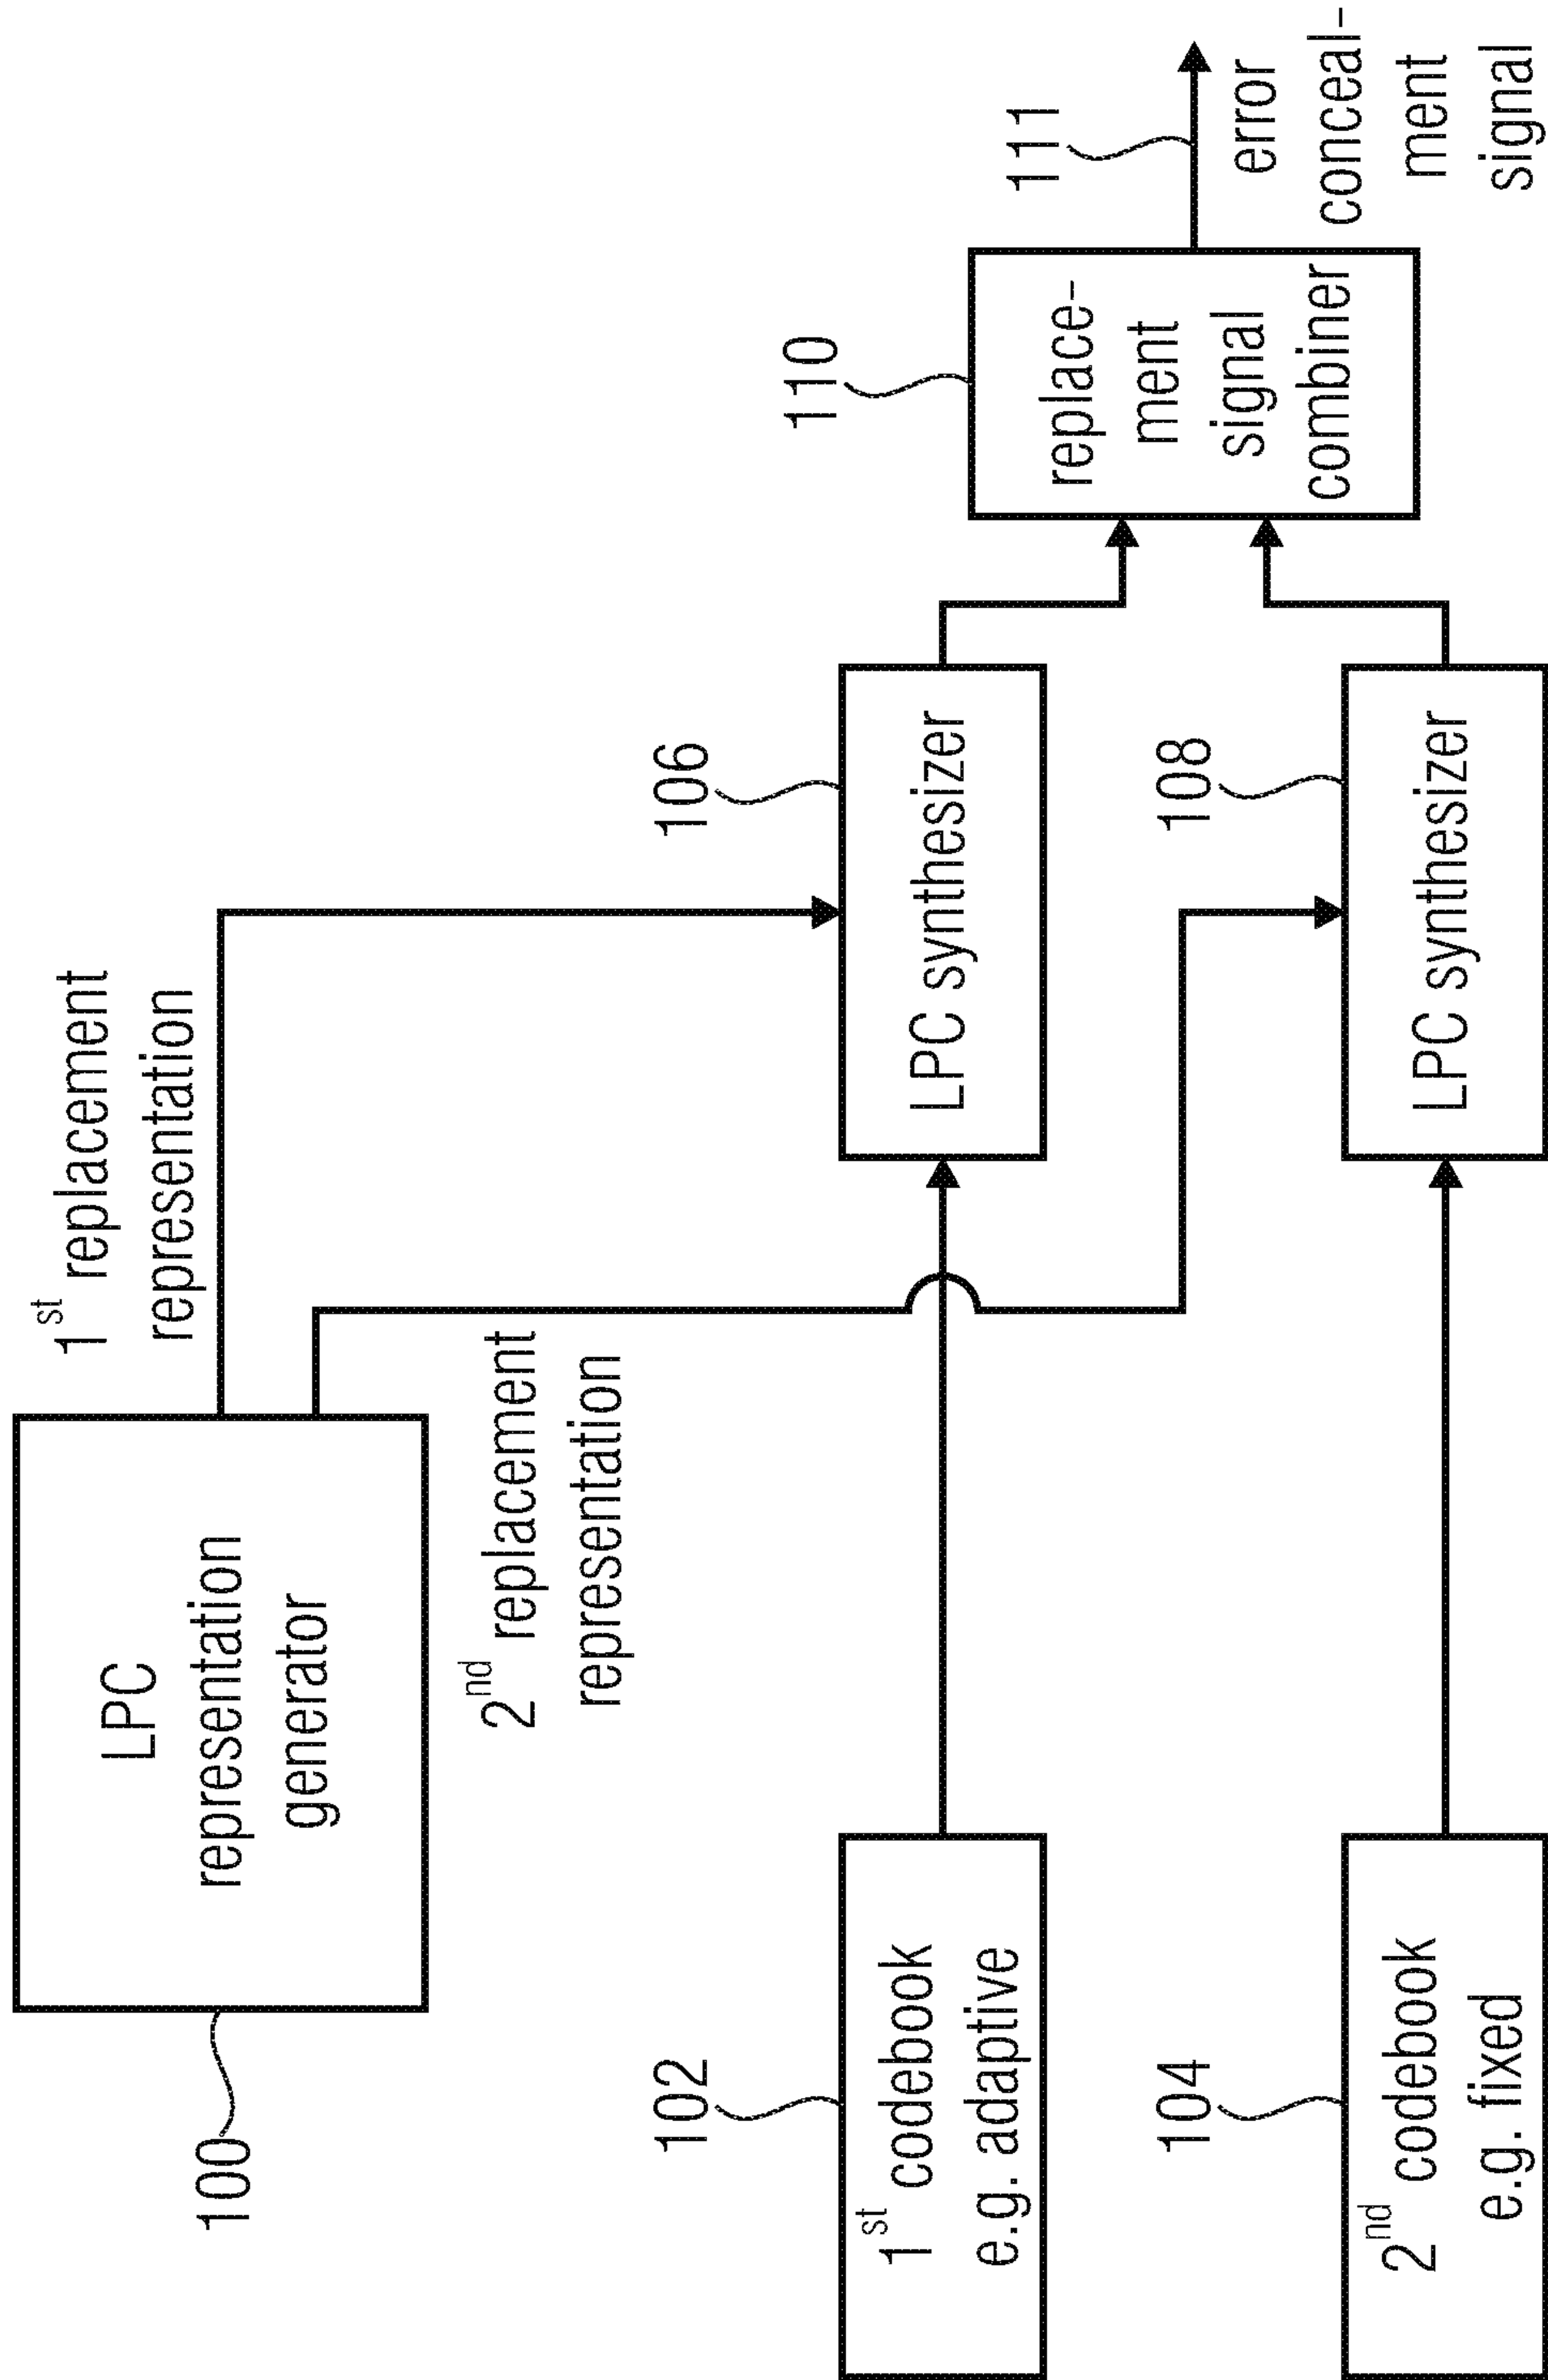 100
LPC
representation
generator
1st replacement
representation
2nd replacement
representation
102
1st codebook
e.g. adaptive
106
LPC synthesizer
104
2nd codebook
e.g. fixed
108
LPC synthesizer
110
replace-
ment
signal
combiner
111
error
conceal-
ment
signal